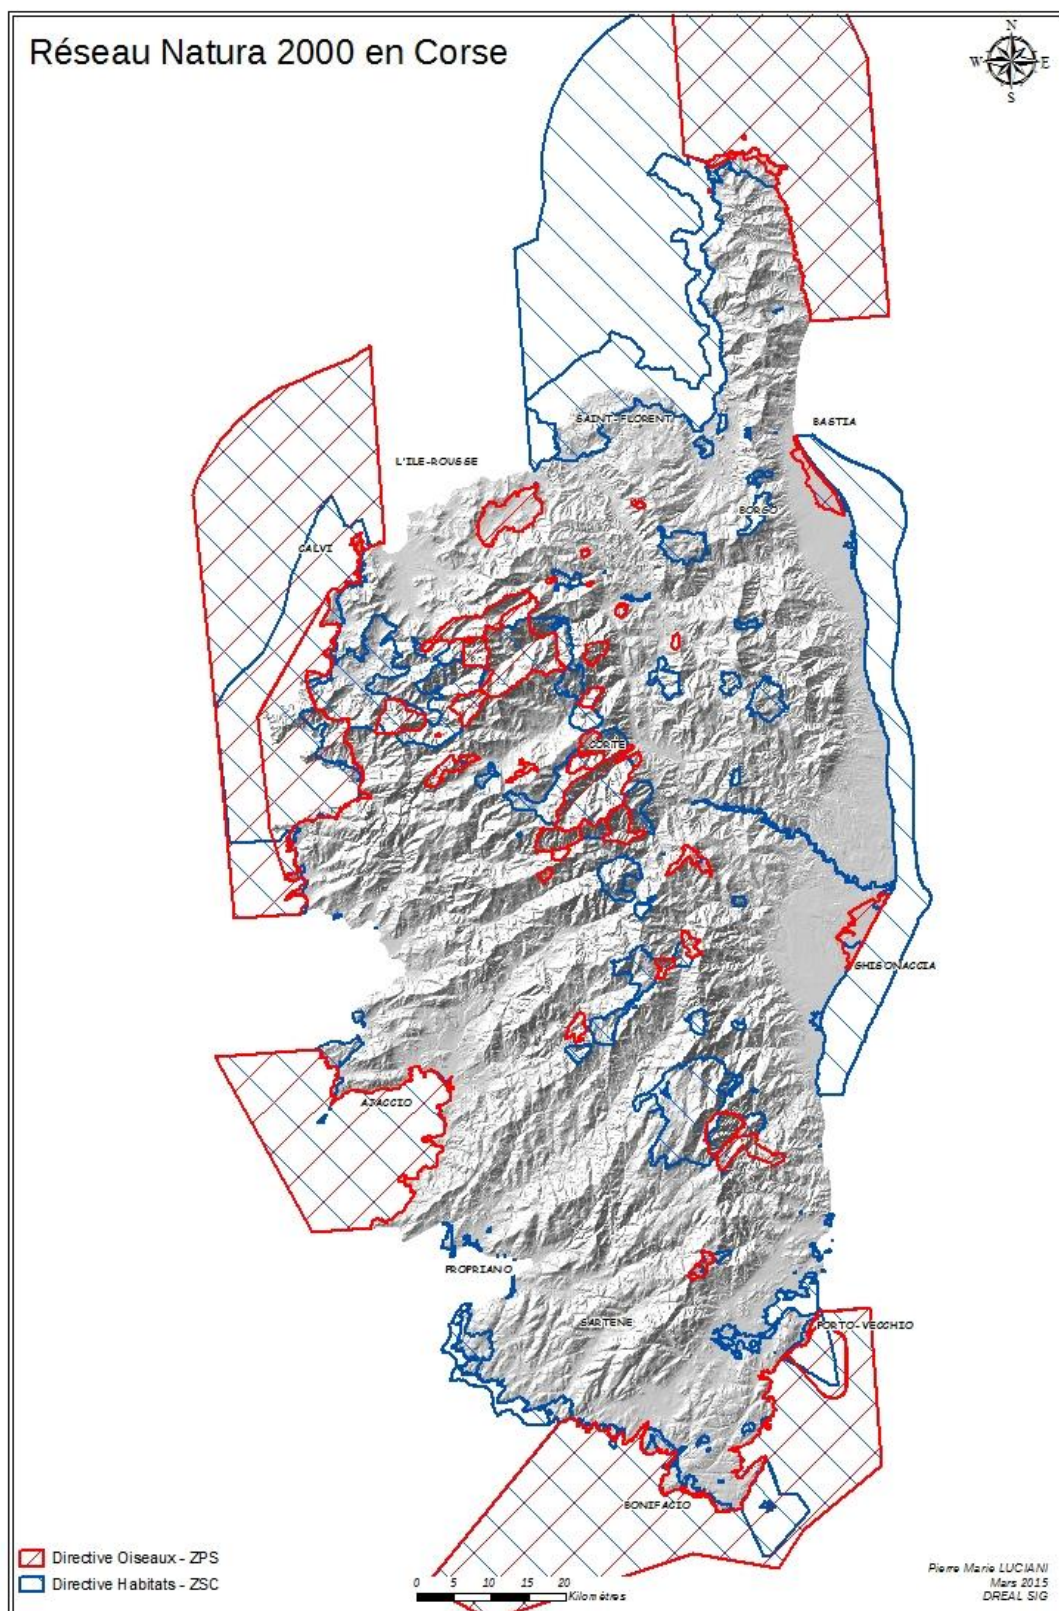 Réseau Natura 2000 en Corse
N
W E
S
SAINT-FLORENT
BASTIA
L'ILE-ROUSSE
BORGO
CALVI
CORTE
GHISONACCIA
AJACCIO
PROPRIANO
SARTENE
PORTO-VECCHIO
BONIFACIO
Directive Oiseaux - ZPS
Directive Habitats - ZSC
0 5 10 15 20
Kilomètres
Pierre Marie LUCIANI
Mars 2015
DREAL SIG